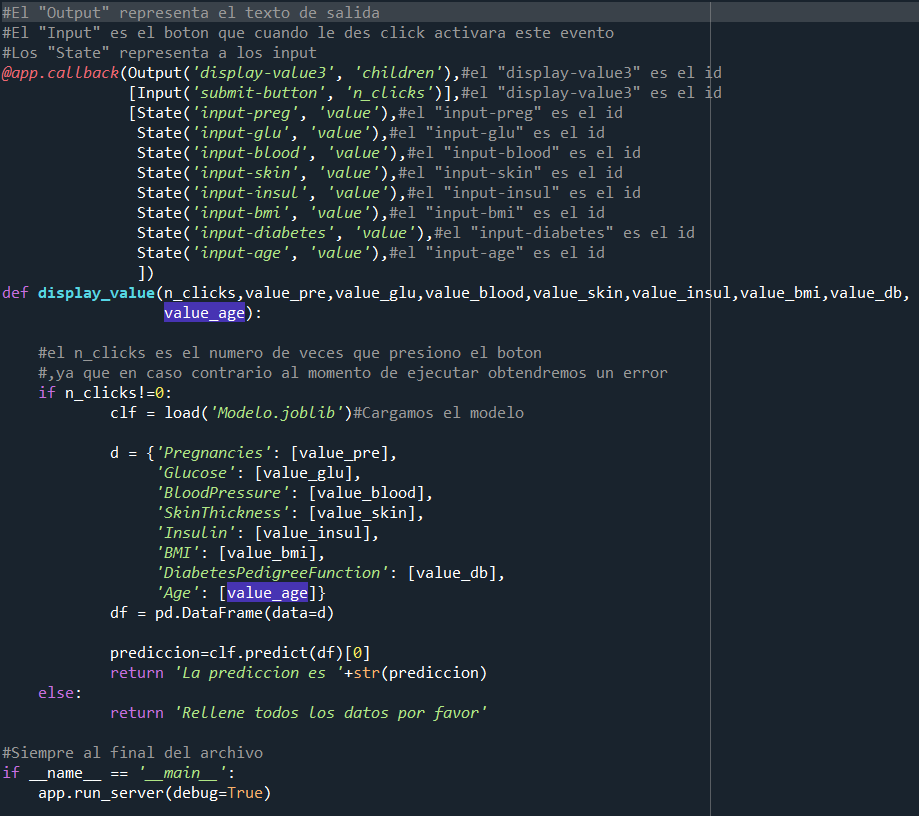 #El "Output" representa el texto de salida
#El "Input" es el boton que cuando le des click activara este evento
#Los "State" representa a los input
@app.callback(Output('display-value3', 'children'),#el "display-value3" es el id
[Input('submit-button', 'n_clicks')],#el "display-value3" es el id
[State('input-preg', 'value'),#el "input-preg" es el id
State('input-glu', 'value'),#el "input-glu" es el id
State('input-blood', 'value'),#el "input-blood" es el id
State('input-skin', 'value'),#el "input-skin" es el id
State('input-insul', 'value'),#el "input-insul" es el id
State('input-bmi', 'value'),#el "input-bmi" es el id
State('input-diabetes', 'value'),#el "input-diabetes" es el id
State('input-age', 'value'),#el "input-age" es el id
])
def display_value(n_clicks,value_pre,value_glu,value_blood,value_skin,value_insul,value_bmi,value_db,
value_age):
#el n_clicks es el numero de veces que presiono el boton
#,ya que en caso contrario al momento de ejecutar obtendremos un error
if n_clicks!=0:
clf = load('Modelo.joblib')#Cargamos el modelo
d = {'Pregnancies': [value_pre],
'Glucose': [value_glu],
'BloodPressure': [value_blood],
'SkinThickness': [value_skin],
'Insulin': [value_insul],
'BMI': [value_bmi],
'DiabetesPedigreeFunction': [value_db],
'Age': [value_age]}
df = pd.DataFrame(data=d)
prediccion=clf.predict(df)[0]
return 'La prediccion es '+str(prediccion)
else:
return 'Rellene todos los datos por favor'
#Siempre al final del archivo
if __name__ == '__main__':
app.run_server(debug=True)